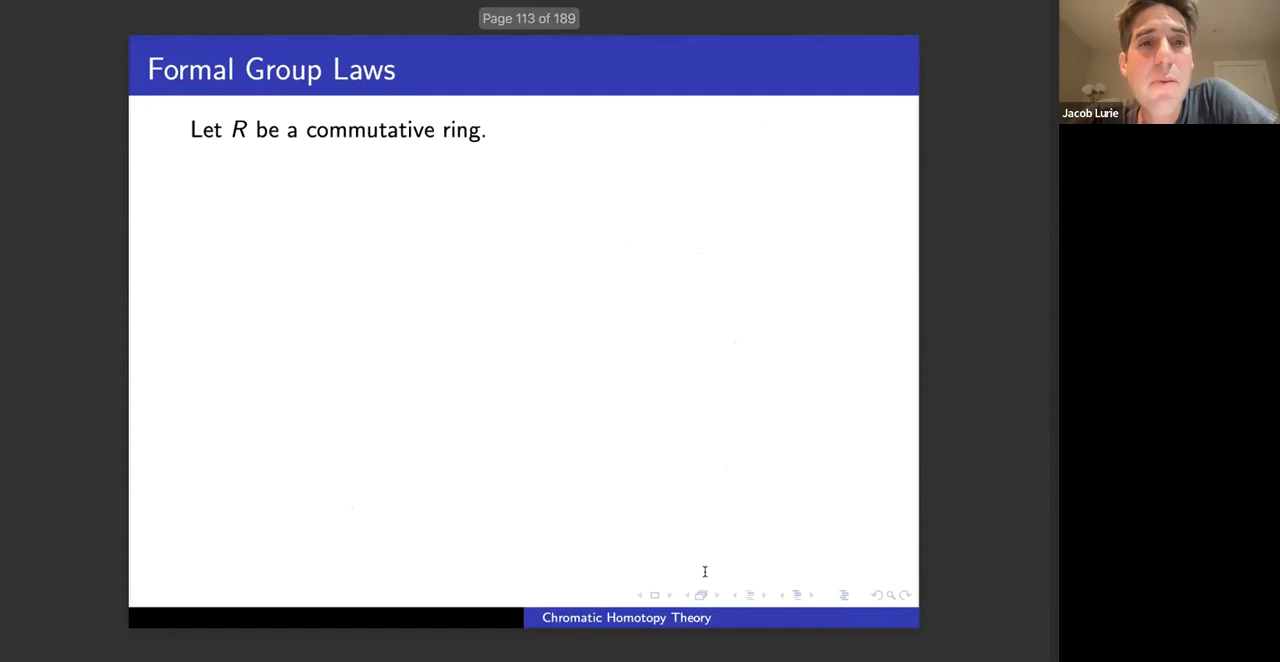 Page 113 of 189
Formal Group Laws
Let R be a commutative ring.
Jacob Lurie
Chromatic Homotopy Theory